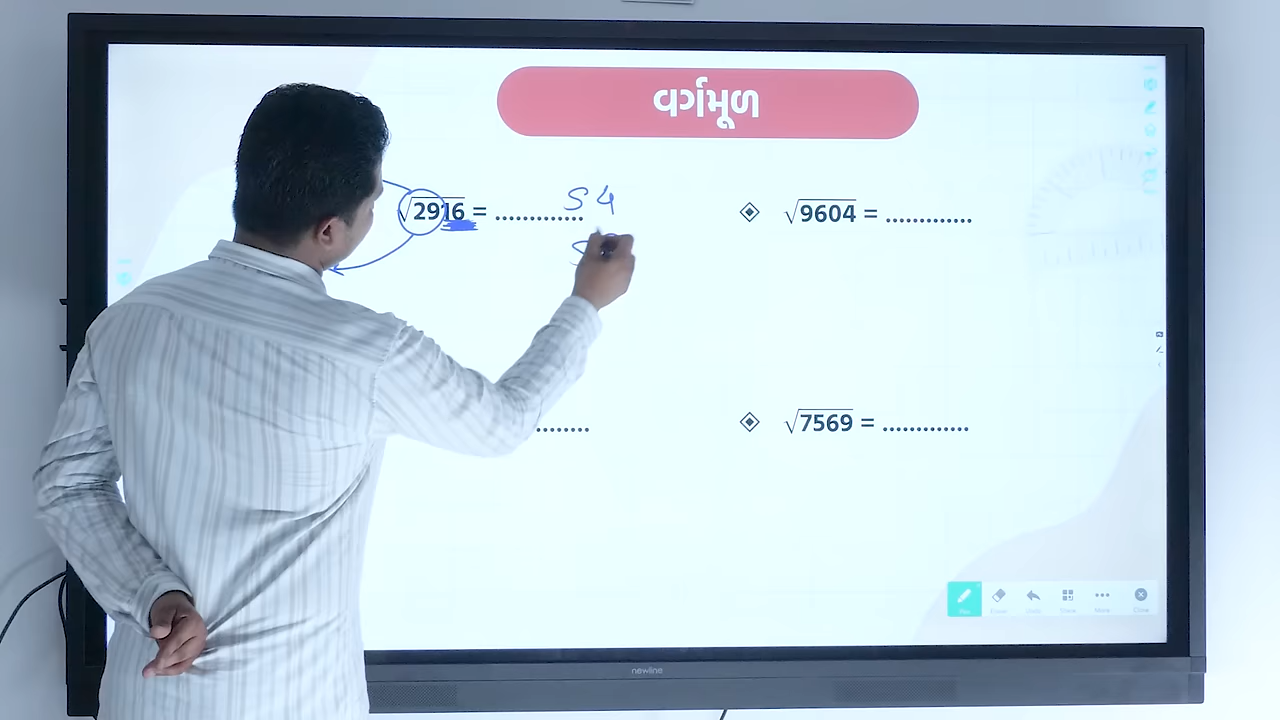 વર્ગમૂળ
√2916 = .............
54
√9604 = .............
√7569 = .............
newline